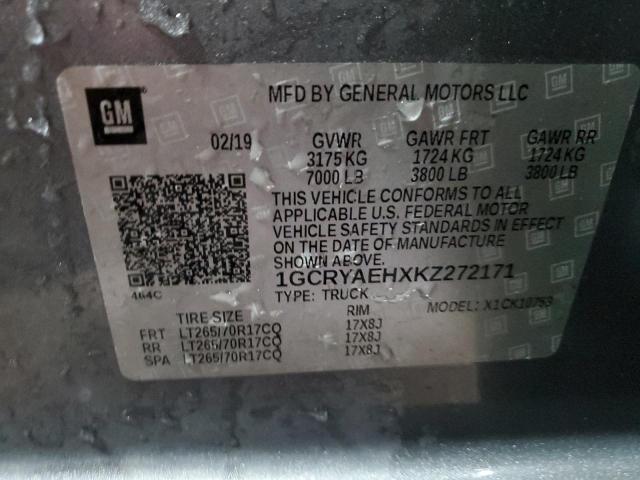 GM
MFD BY GENERAL MOTORS LLC
02/19 GVWR GAWR FRT GAWR RR
3175 KG 1724 KG 1724 KG
7000 LB 3800 LB 3800 LB
THIS VEHICLE CONFORMS TO ALL
APPLICABLE U.S. FEDERAL MOTOR
VEHICLE SAFETY STANDARDS IN EFFECT
ON THE DATE OF MANUFACTURE
SHOWN ABOVE.
1GCRYAEHXKZ272171
464C
TYPE: TRUCK MODEL: X1CK10753
TIRE SIZE RIM
FRT LT265/70R17CQ 17X8J
RR LT265/70R17CQ 17X8J
SPA LT265/70R17CQ 17X8J